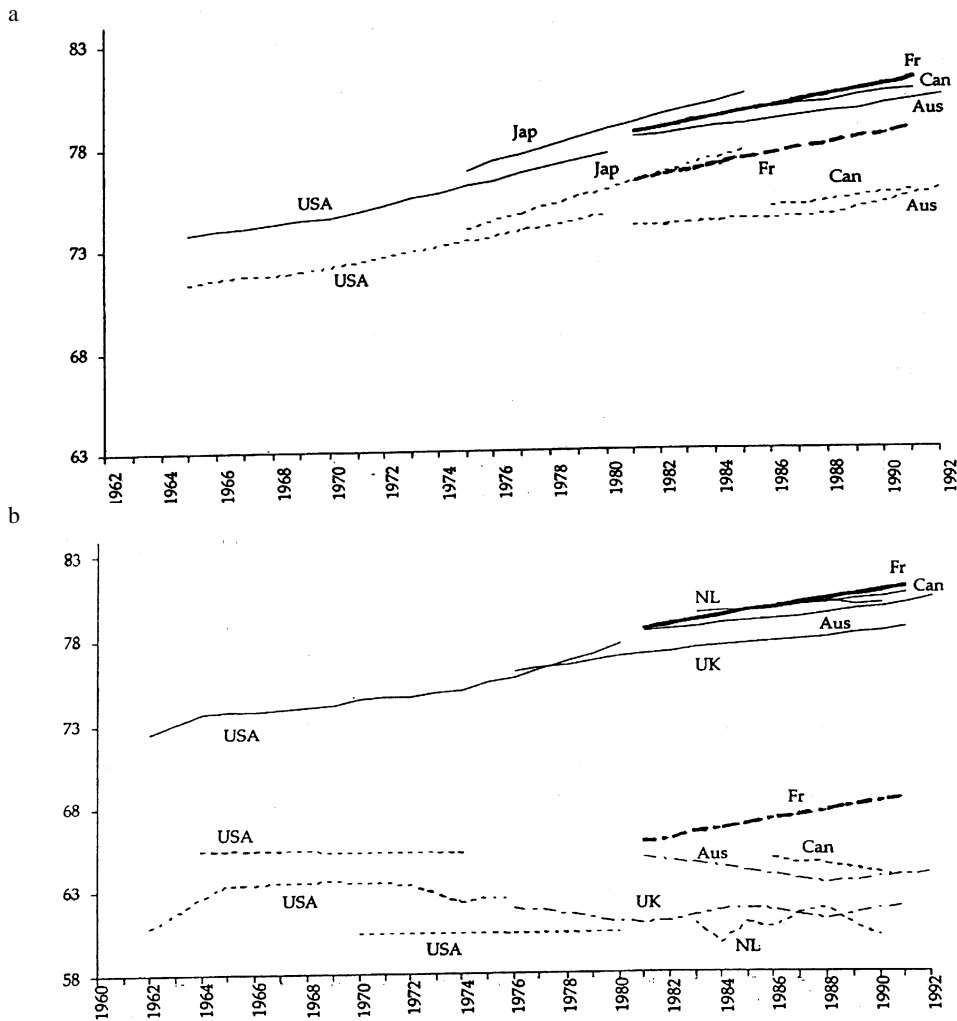 a
83
Fr
Can
Aus
Jap
78
Jap
Fr
Can
USA
Aus
73
USA
68
63
1962 1964 1966 1968 1970 1972 1974 1976 1978 1980 1982 1984 1986 1988 1990 1992
b
83
Fr
NL
Can
Aus
78
UK
73
USA
Fr
68
USA
Aus
Can
63
USA
UK
USA
NL
58
1960 1962 1964 1966 1968 1970 1972 1974 1976 1978 1980 1982 1984 1986 1988 1990 1992